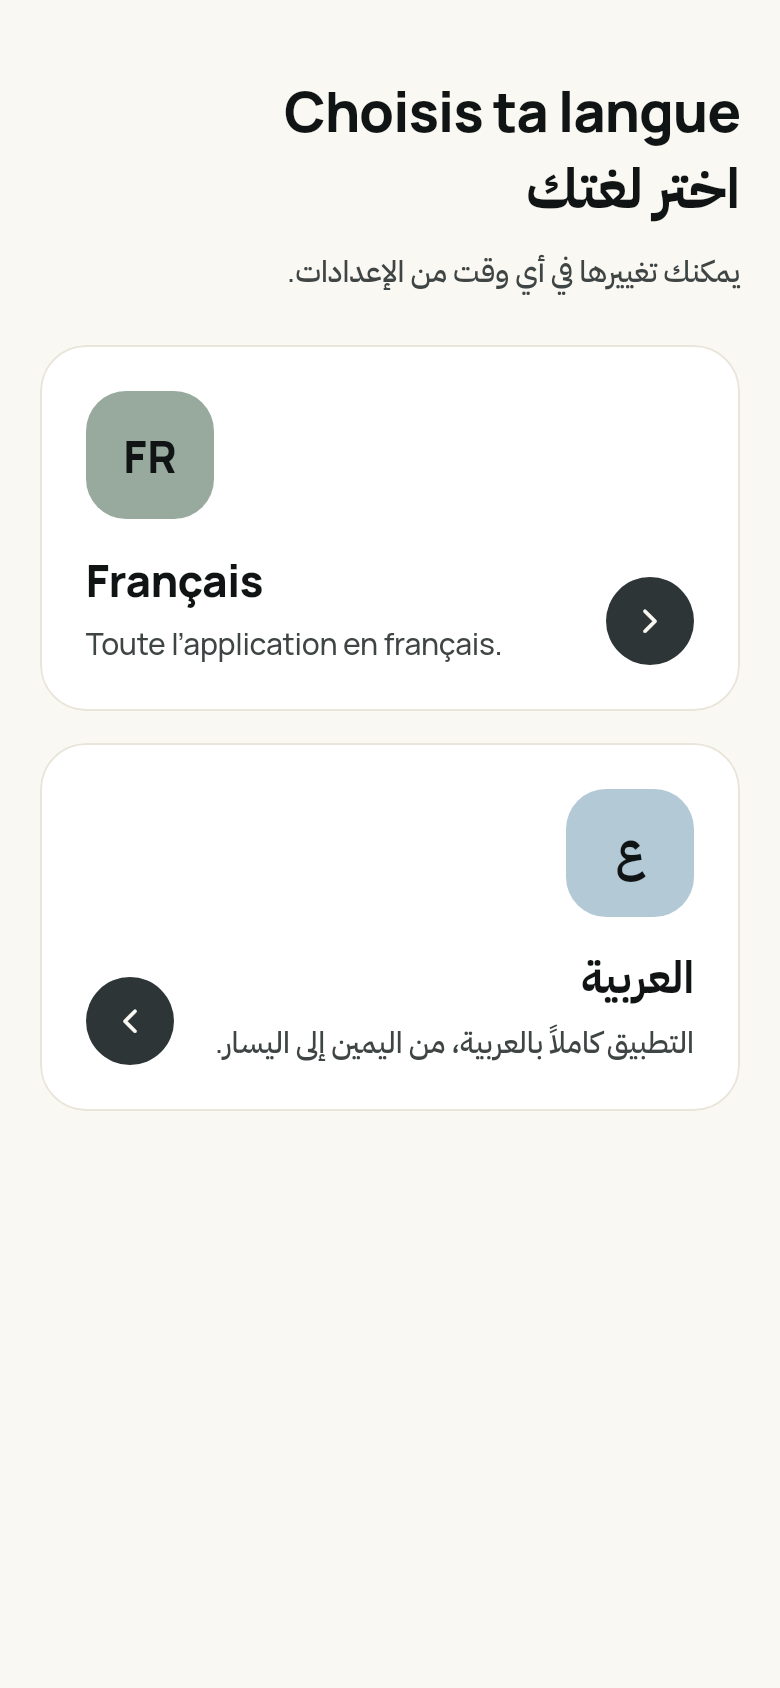 Choisis ta langue
اختر لغتك
يمكنك تغييرها في أي وقت من الإعدادات.
FR
Français
Toute l’application en français.
ع
العربية
التطبيق كاملاً بالعربية، من اليمين إلى اليسار.